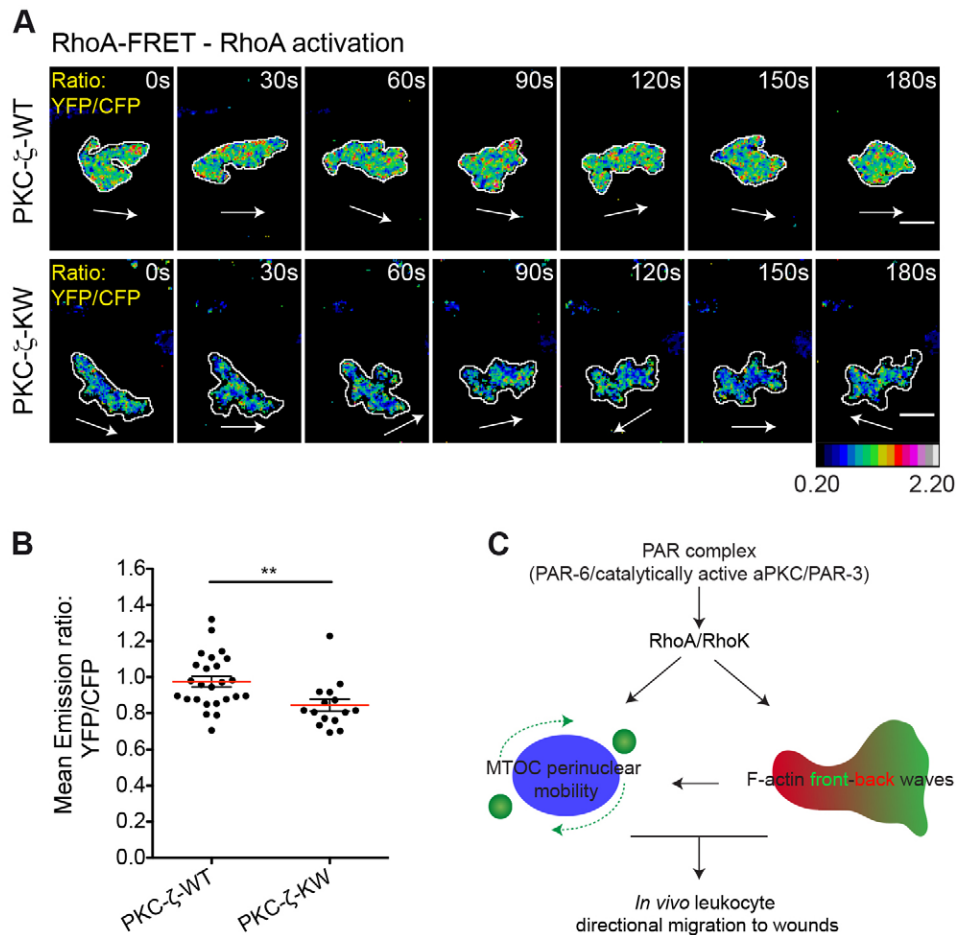 A
RhoA-FRET - RhoA activation
PKC-ζ-WT
Ratio:
YFP/CFP
0s
30s
60s
90s
120s
150s
180s
PKC-ζ-KW
Ratio:
YFP/CFP
0s
30s
60s
90s
120s
150s
180s
0.20
2.20
B
Mean Emission ratio:
YFP/CFP
1.6
1.4
1.2
1.0
0.8
0.6
0.4
0.2
0.0
**
PKC-ζ-WT
PKC-ζ-KW
C
PAR complex
(PAR-6/catalytically active aPKC/PAR-3)
RhoA/RhoK
MTOC perinuclear
mobility
F-actin front-back waves
In vivo leukocyte
directional migration to wounds